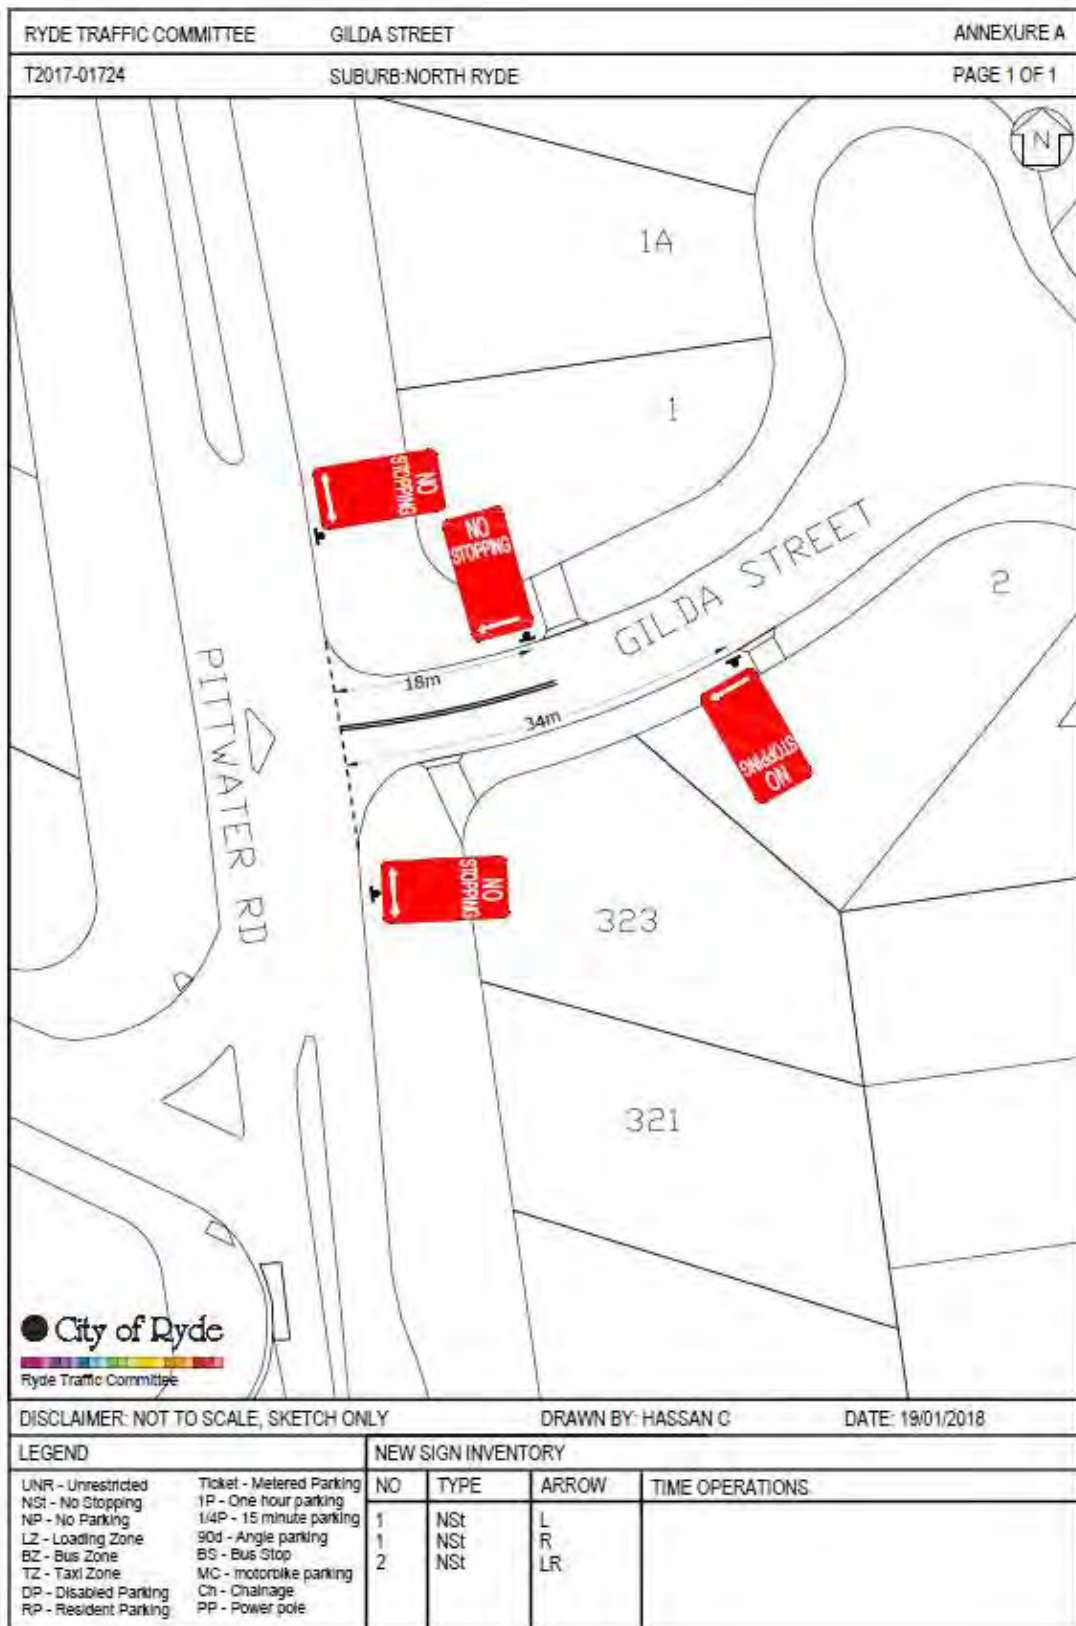 RYDE TRAFFIC COMMITTEE GILDA STREET ANNEXURE A
T2017-01724 SUBURB:NORTH RYDE PAGE 1 OF 1
N
1A
1
NO
STOPPING
NO
STOPPING
GILDA STREET
2
18m
34m
PITTWATER RD
NO
STOPPING
NO
STOPPING
323
321
City of Ryde
Ryde Traffic Committee
DISCLAIMER: NOT TO SCALE, SKETCH ONLY DRAWN BY: HASSAN C DATE: 19/01/2018
LEGEND
UNR - Unrestricted Ticket - Metered Parking
NSt - No Stopping 1P - One hour parking
NP - No Parking 1/4P - 15 minute parking
LZ - Loading Zone 90d - Angle parking
BZ - Bus Zone BS - Bus Stop
TZ - Taxi Zone MC - motorbike parking
DP - Disabled Parking Ch - Chainage
RP - Resident Parking PP - Power pole
NEW SIGN INVENTORY
NO TYPE ARROW TIME OPERATIONS
1 NSt L
1 NSt R
2 NSt LR